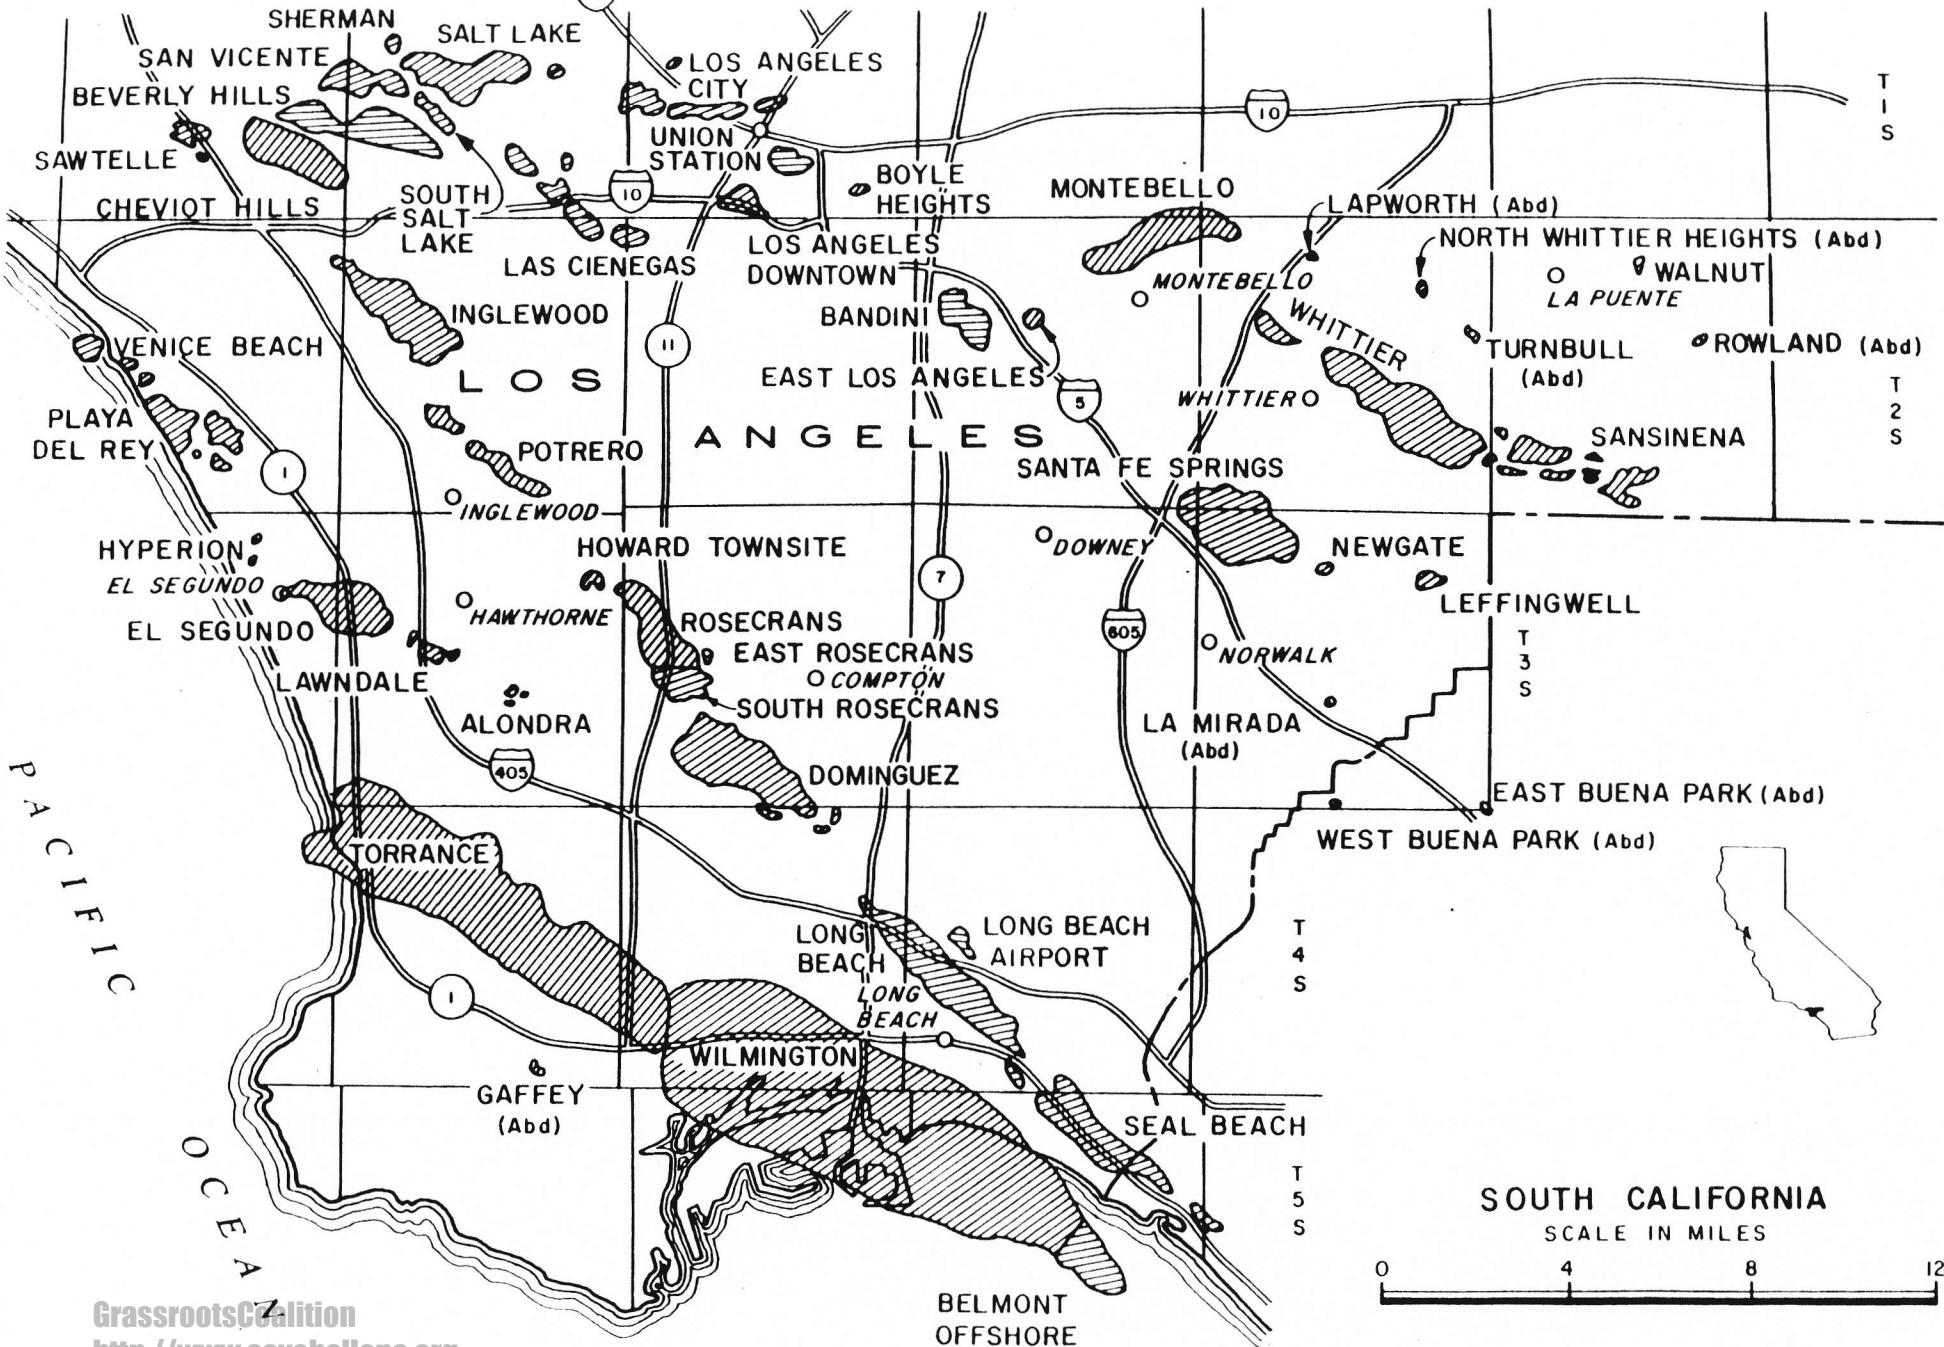 SHERMAN
SALT LAKE
SAN VICENTE
LOS ANGELES
CITY
BEVERLY HILLS
10
T
1
S
UNION
STATION
SAWTELLE
BOYLE
HEIGHTS
MONTEBELLO
10
SOUTH
SALT
LAKE
CHEVIOT HILLS
LAPWORTH (Abd)
NORTH WHITTIER HEIGHTS (Abd)
LOS ANGELES
DOWNTOWN
LAS CIENEGAS
MONTEBELLO
WALNUT
LA PUENTE
INGLEWOOD
BANDINI
WHITTIER
11
VENICE BEACH
TURNBULL
(Abd)
ROWLAND (Abd)
LOS
ANGELES
EAST LOS ANGELES
5
WHITTIER
T
2
S
PLAYA
DEL REY
POTRERO
SANSINENA
1
SANTA FE SPRINGS
INGLEWOOD
HYPERION
HOWARD TOWNSITE
DOWNEY
NEWGATE
EL SEGUNDO
7
HAWTHORNE
LEFFINGWELL
EL SEGUNDO
ROSECRANS
605
EAST ROSECRANS
NORWALK
T
3
S
COMPTON
LAWNDALE
SOUTH ROSECRANS
ALONDRA
LA MIRADA
(Abd)
405
DOMINGUEZ
EAST BUENA PARK (Abd)
WEST BUENA PARK (Abd)
TORRANCE
PACIFIC
OCEAN
LONG
BEACH
LONG BEACH
AIRPORT
T
4
S
1
LONG
BEACH
WILMINGTON
GAFFEY
(Abd)
SEAL BEACH
T
5
S
SOUTH CALIFORNIA
SCALE IN MILES
0 4 8 12
BELMONT
OFFSHORE
GrassrootsCoalition